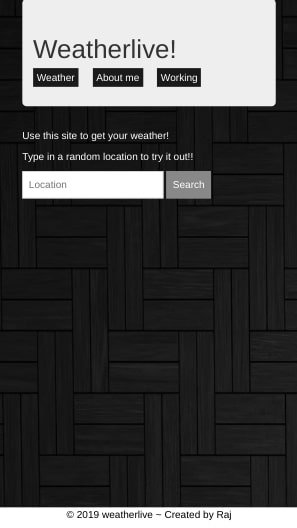 Weatherlive!
Weather About me Working
Use this site to get your weather!
Type in a random location to try it out!!
Location Search
© 2019 weatherlive ~ Created by Raj